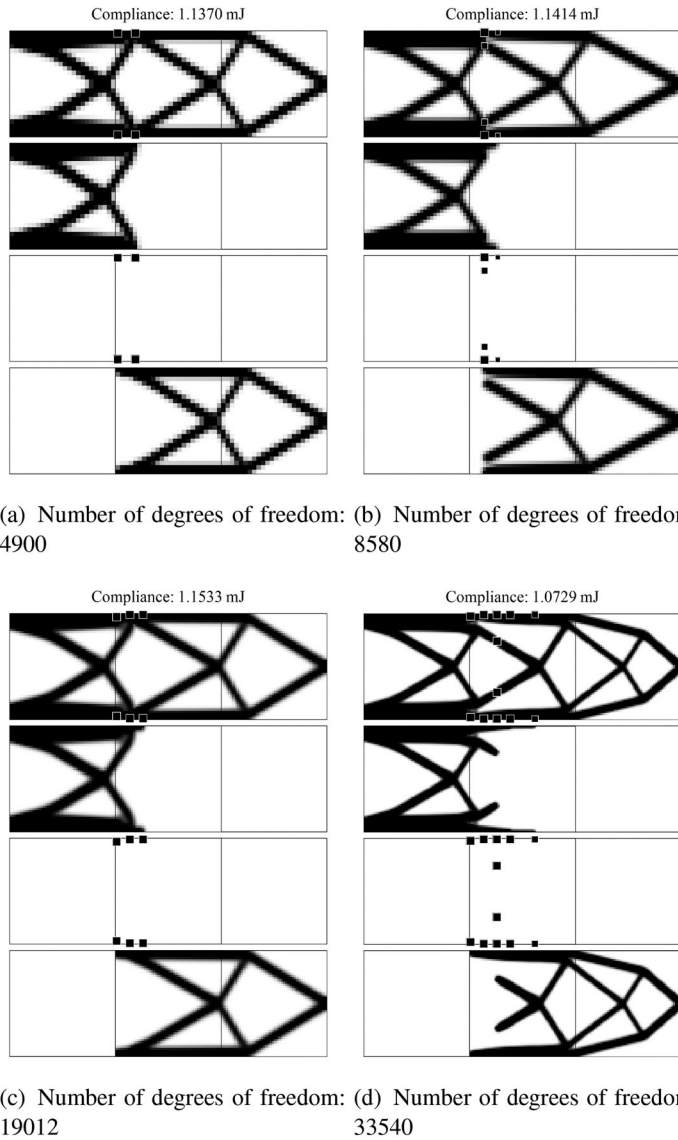 Compliance: 1.1370 mJ
Compliance: 1.1414 mJ
(a) Number of degrees of freedom:
4900
(b) Number of degrees of
8580
Compliance: 1.1533 mJ
Compliance: 1.0729 mJ
(c) Number of degrees of freedom:
19012
(d) Number of degrees of
33540